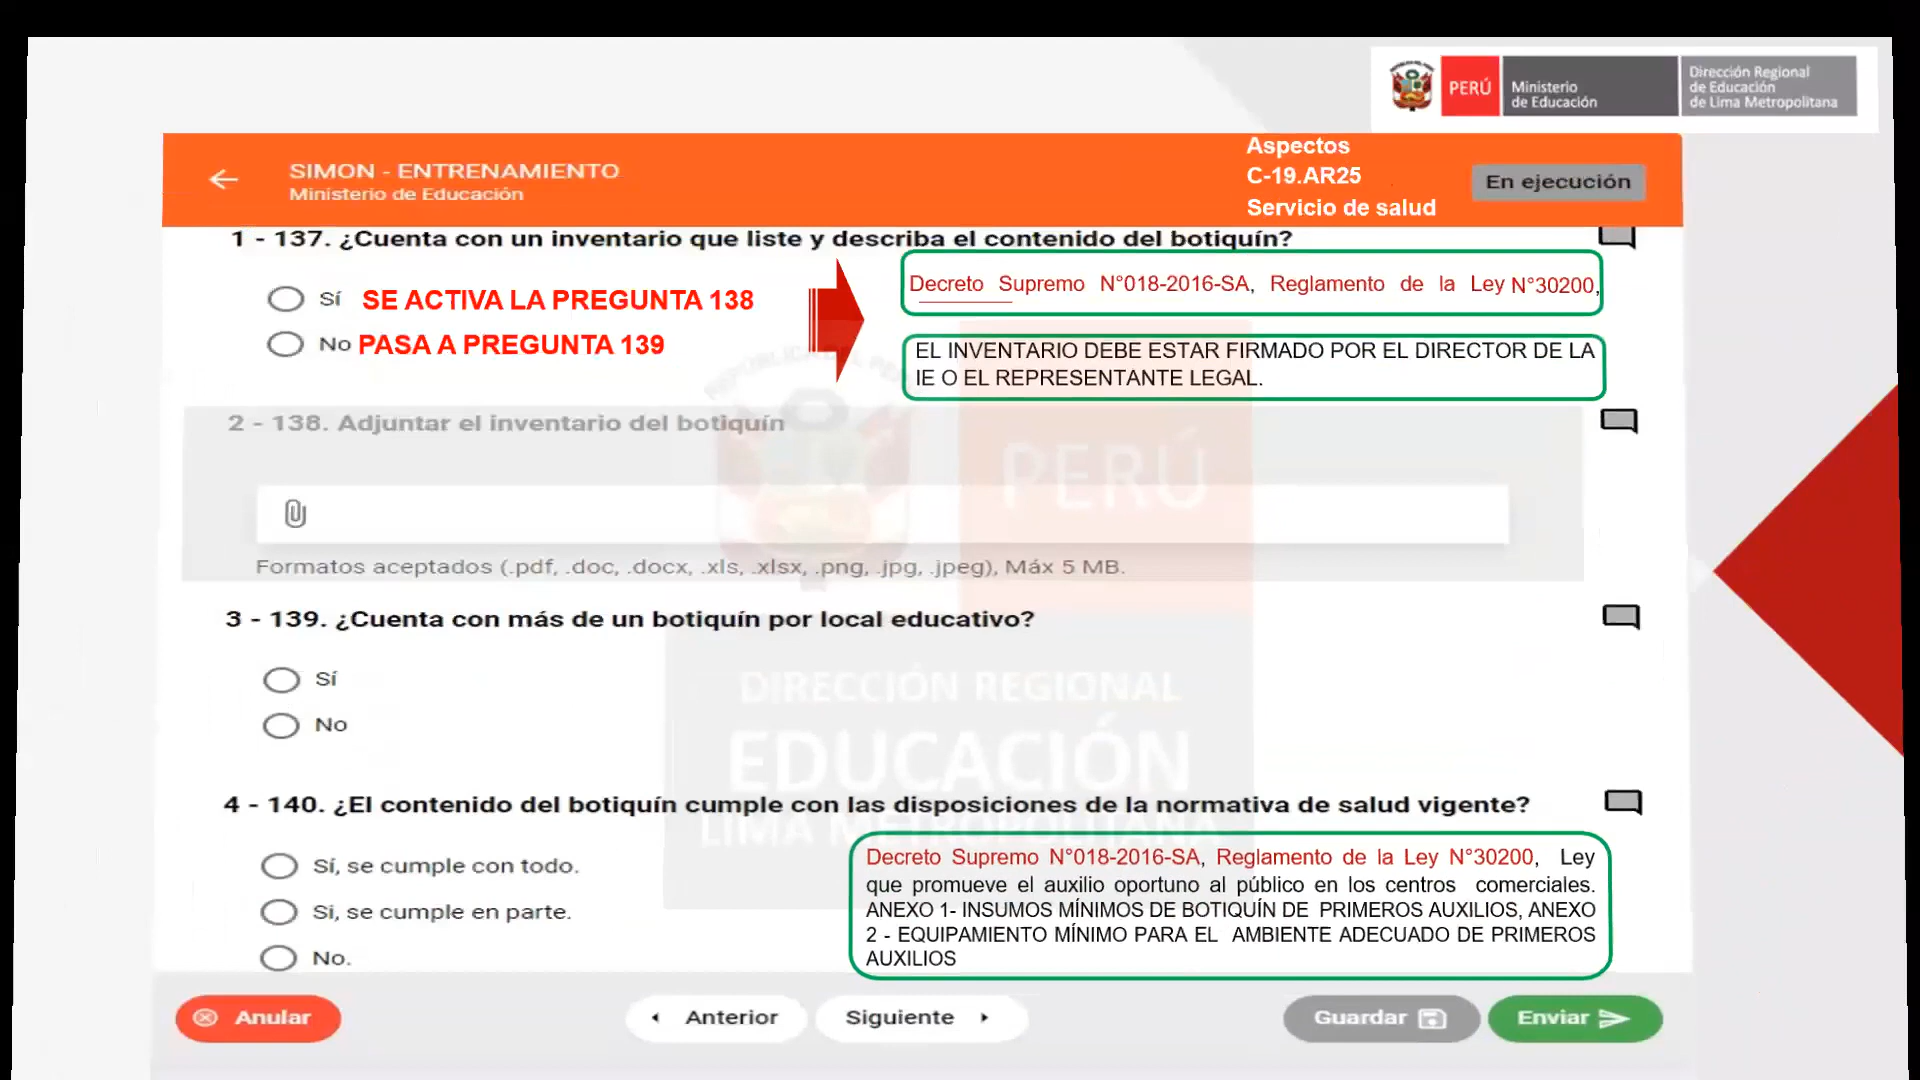 PERÚ
Ministerio
de Educación
Dirección Regional
de Educación
de Lima Metropolitana
SIMON - ENTRENAMIENTO
Ministerio de Educación
Aspectos
C-19.AR25
Servicio de salud
En ejecución
1 - 137. ¿Cuenta con un inventario que liste y describa el contenido del botiquín?
Sí SE ACTIVA LA PREGUNTA 138
No PASA A PREGUNTA 139
Decreto Supremo N°018-2016-SA, Reglamento de la Ley N°30200,
EL INVENTARIO DEBE ESTAR FIRMADO POR EL DIRECTOR DE LA
IE O EL REPRESENTANTE LEGAL.
2 - 138. Adjuntar el inventario del botiquín
Formatos aceptados (.pdf, .doc, .docx, .xls, .xlsx, .png, .jpg, .jpeg), Máx 5 MB.
PERÚ
3 - 139. ¿Cuenta con más de un botiquín por local educativo?
Sí
No
DIRECCIÓN REGIONAL
EDUCACIÓN
LIMA METROPOLITANA
4 - 140. ¿El contenido del botiquín cumple con las disposiciones de la normativa de salud vigente?
Sí, se cumple con todo.
Si, se cumple en parte.
No.
Decreto Supremo N°018-2016-SA, Reglamento de la Ley N°30200, Ley
que promueve el auxilio oportuno al público en los centros comerciales.
ANEXO 1- INSUMOS MÍNIMOS DE BOTIQUÍN DE PRIMEROS AUXILIOS, ANEXO
2 - EQUIPAMIENTO MÍNIMO PARA EL AMBIENTE ADECUADO DE PRIMEROS
AUXILIOS
Anular
Anterior
Siguiente
Guardar
Enviar